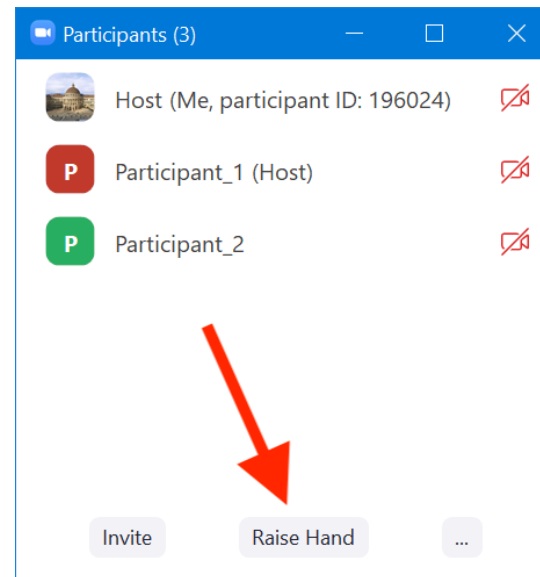 Participants (3)
Host (Me, participant ID: 196024)
P
Participant_1 (Host)
P
Participant_2
Invite
Raise Hand
...